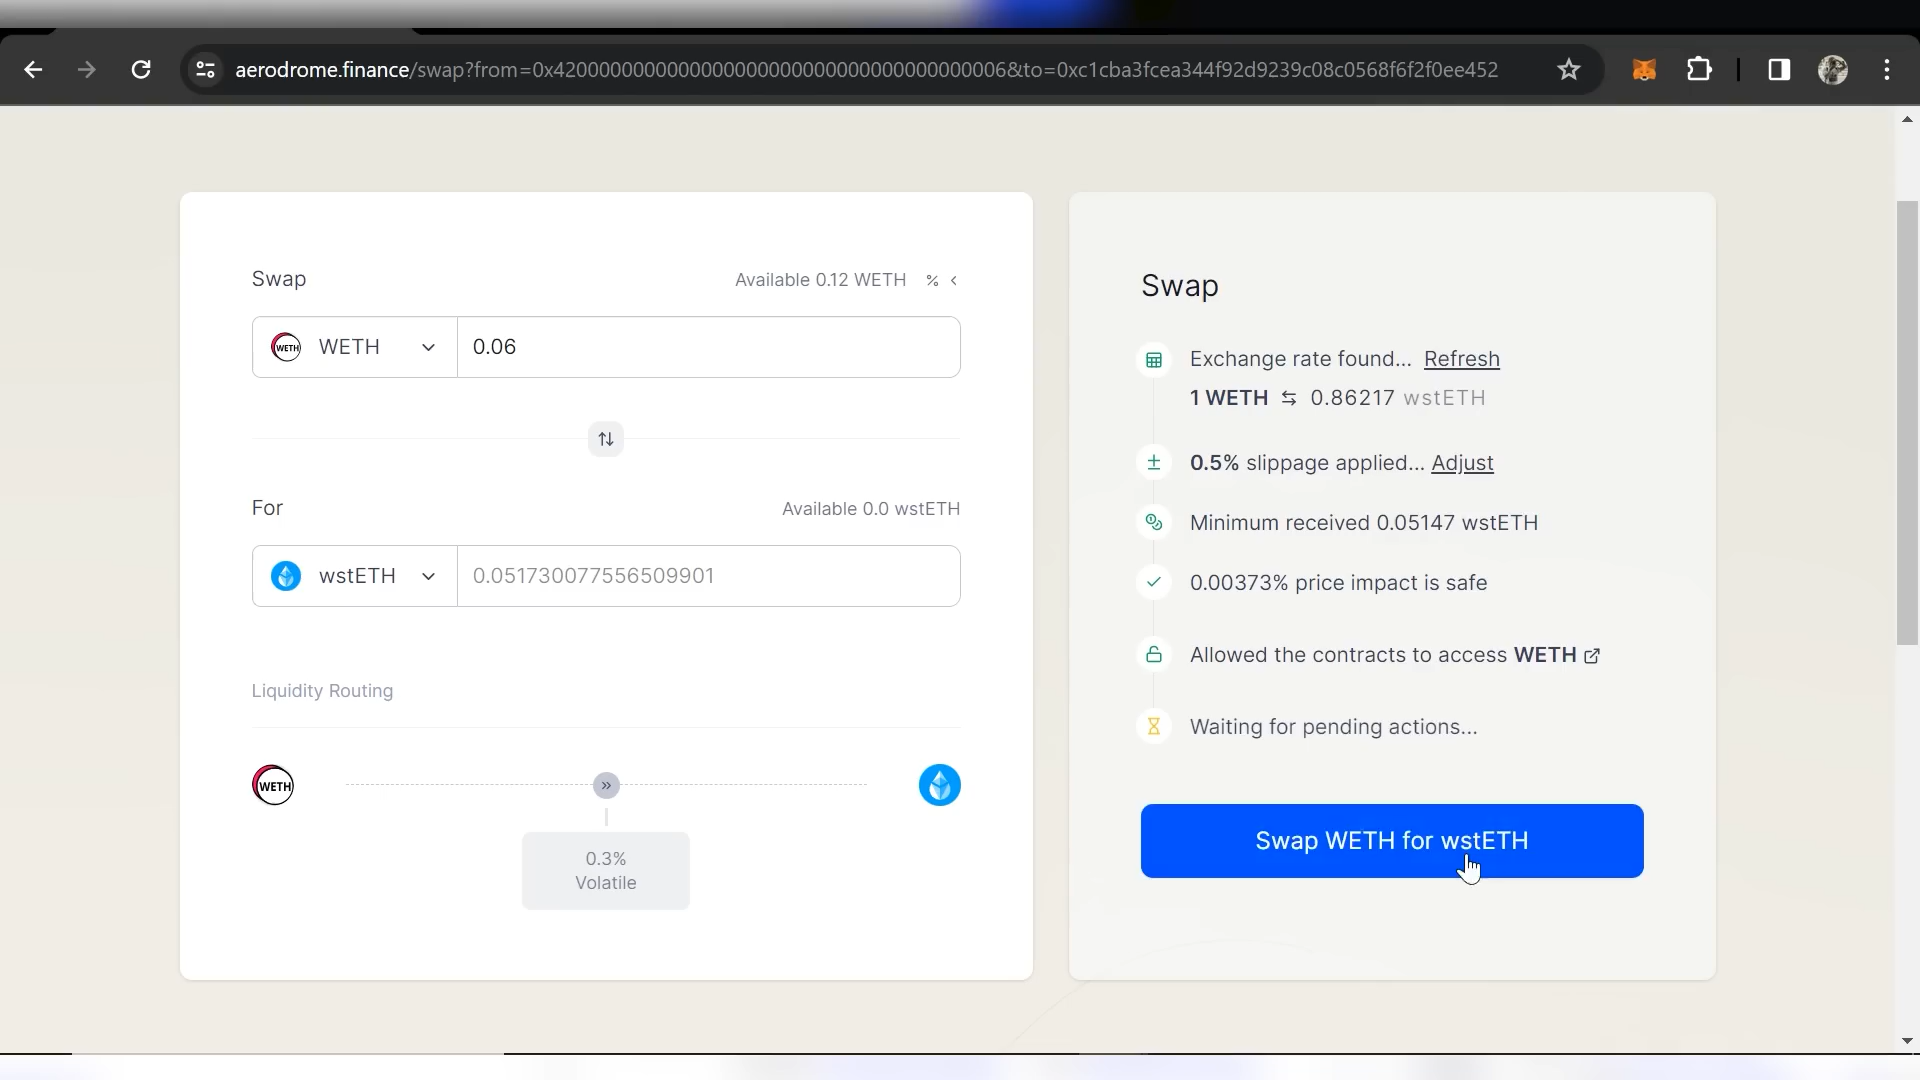 aerodrome.finance/swap?from=0x4200000000000000000000000000000000000006&to=0xc1cba3fcea344f92d9239c08c0568f6f2f0ee452
Swap
Available 0.12 WETH %
WETH
WETH
0.06
For
Available 0.0 wstETH
wstETH
0.051730077556509901
Liquidity Routing
WETH
0.3%
Volatile
Swap
Exchange rate found... Refresh
1 WETH ⇆ 0.86217 wstETH
0.5% slippage applied... Adjust
Minimum received 0.05147 wstETH
0.00373% price impact is safe
Allowed the contracts to access WETH
Waiting for pending actions...
Swap WETH for wstETH